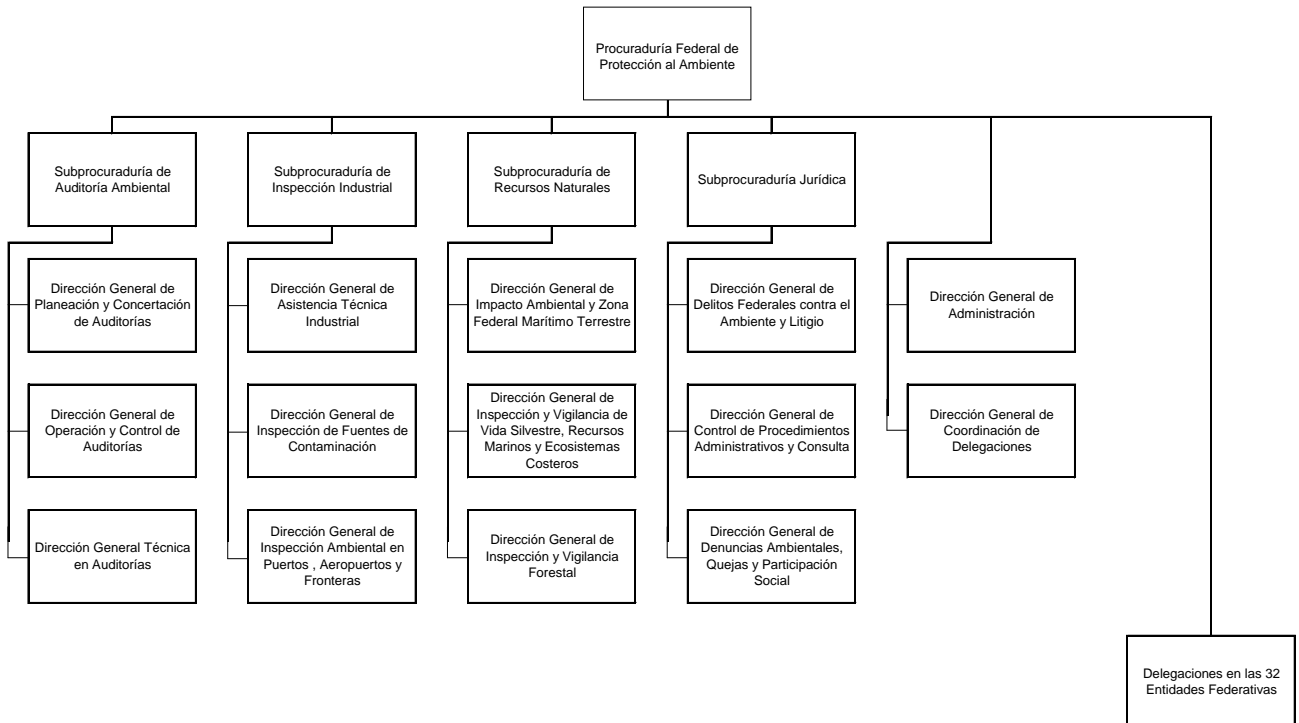 Procuraduría Federal de
Protección al Ambiente
Subprocuraduría de
Auditoría Ambiental
Subprocuraduría de
Inspección Industrial
Subprocuraduría de
Recursos Naturales
Subprocuraduría Jurídica
Dirección General de
Planeación y Concertación
de Auditorías
Dirección General de
Asistencia Técnica
Industrial
Dirección General de
Impacto Ambiental y Zona
Federal Marítimo Terrestre
Dirección General de
Delitos Federales contra el
Ambiente y Litigio
Dirección General de
Administración
Dirección General de
Operación y Control de
Auditorías
Dirección General de
Inspección de Fuentes de
Contaminación
Dirección General de
Inspección y Vigilancia de
Vida Silvestre, Recursos
Marinos y Ecosistemas
Costeros
Dirección General de
Control de Procedimientos
Administrativos y Consulta
Dirección General de
Coordinación de
Delegaciones
Dirección General Técnica
en Auditorías
Dirección General de
Inspección Ambiental en
Puertos , Aeropuertos y
Fronteras
Dirección General de
Inspección y Vigilancia
Forestal
Dirección General de
Denuncias Ambientales,
Quejas y Participación
Social
Delegaciones en las 32
Entidades Federativas